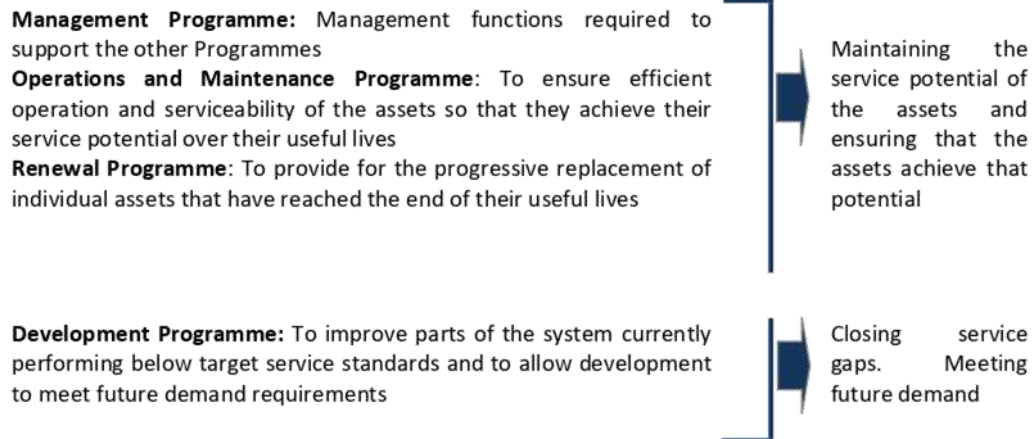 Management Programme: Management functions required to
support the other Programmes
Operations and Maintenance Programme: To ensure efficient
operation and serviceability of the assets so that they achieve their
service potential over their useful lives
Renewal Programme: To provide for the progressive replacement of
individual assets that have reached the end of their useful lives
Maintaining the
service potential of
the assets and
ensuring that the
assets achieve that
potential
Development Programme: To improve parts of the system currently
performing below target service standards and to allow development
to meet future demand requirements
Closing service
gaps. Meeting
future demand